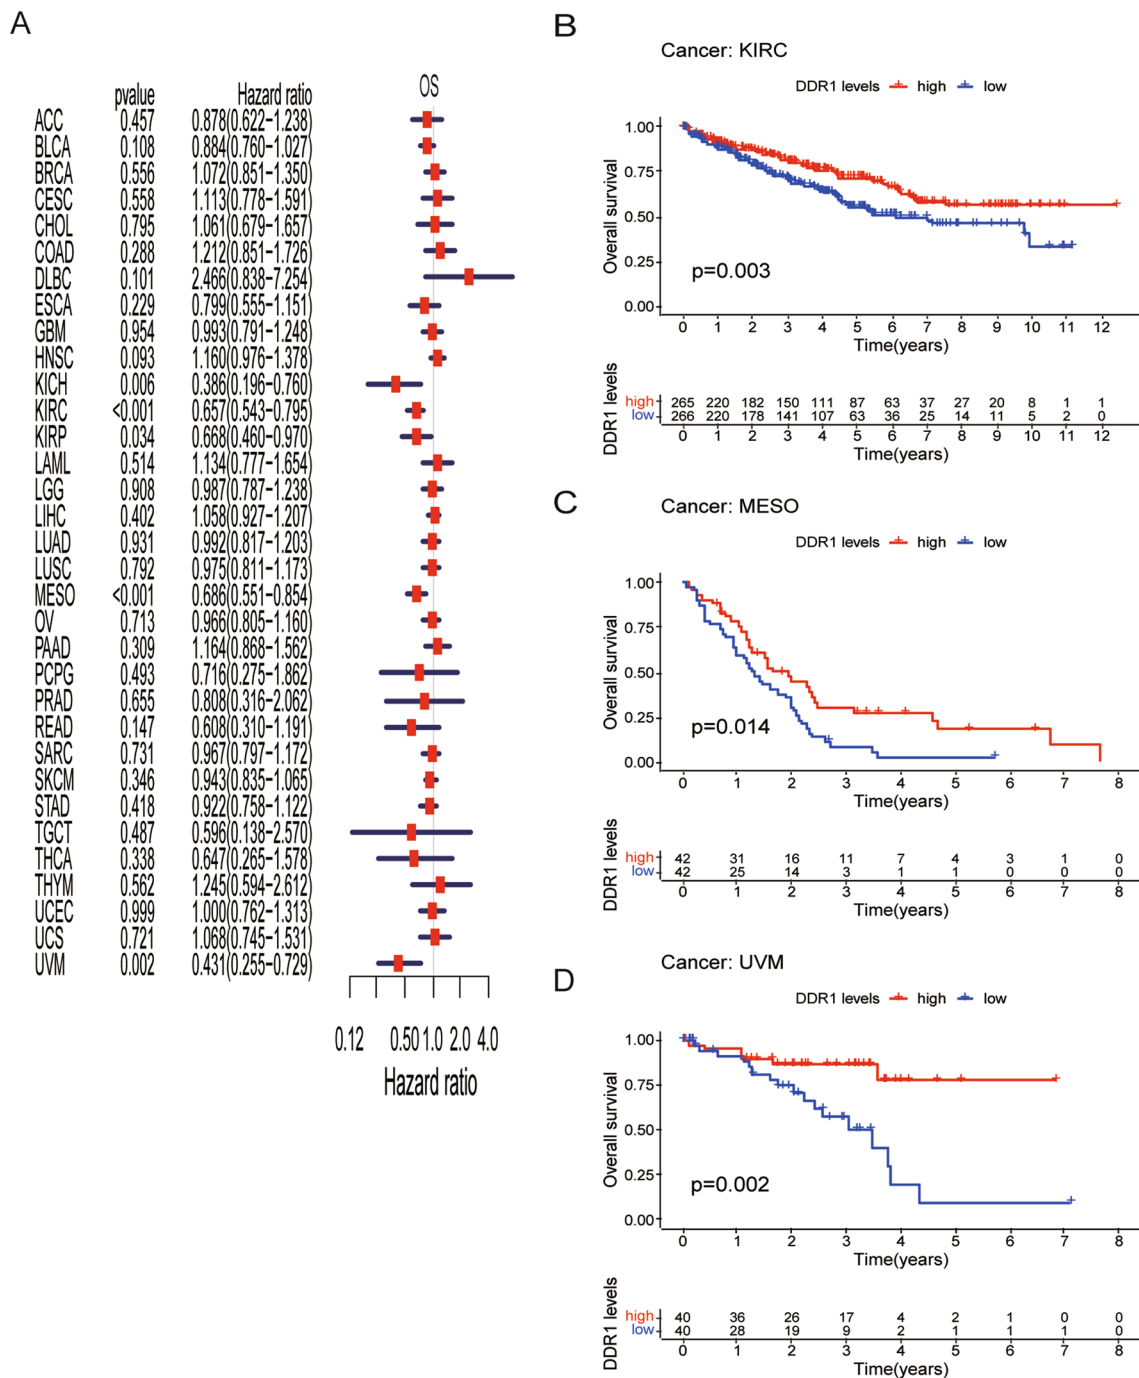 A
pvalue Hazard ratio OS
ACC 0.457 0.878(0.622-1.238)
BLCA 0.108 0.884(0.760-1.027)
BRCA 0.556 1.072(0.851-1.350)
CESC 0.558 1.113(0.778-1.591)
CHOL 0.795 1.061(0.679-1.657)
COAD 0.288 1.212(0.851-1.726)
DLBC 0.101 2.466(0.838-7.254)
ESCA 0.229 0.799(0.555-1.151)
GBM 0.954 0.993(0.791-1.248)
HNSC 0.093 1.160(0.976-1.378)
KICH 0.006 0.386(0.196-0.760)
KIRC <0.001 0.657(0.543-0.795)
KIRP 0.034 0.668(0.460-0.970)
LAML 0.514 1.134(0.777-1.654)
LGG 0.908 0.987(0.787-1.238)
LIHC 0.402 1.058(0.927-1.207)
LUAD 0.931 0.992(0.817-1.203)
LUSC 0.792 0.975(0.811-1.173)
MESO <0.001 0.686(0.551-0.854)
OV 0.713 0.966(0.805-1.160)
PAAD 0.309 1.164(0.868-1.562)
PCPG 0.493 0.716(0.275-1.862)
PRAD 0.655 0.808(0.316-2.062)
READ 0.147 0.608(0.310-1.191)
SARC 0.731 0.967(0.797-1.172)
SKCM 0.346 0.943(0.835-1.065)
STAD 0.418 0.922(0.758-1.122)
TGCT 0.487 0.596(0.138-2.570)
THCA 0.338 0.647(0.265-1.578)
THYM 0.562 1.245(0.594-2.612)
UCEC 0.999 1.000(0.762-1.313)
UCS 0.721 1.068(0.745-1.531)
UVM 0.002 0.431(0.255-0.729)
0.12 0.50 1.0 2.0 4.0
Hazard ratio
B
Cancer: KIRC
DDR1 levels high low
Overall survival
1.00
0.75
0.50
0.25
0.00
p=0.003
0 1 2 3 4 5 6 7 8 9 10 11 12
Time(years)
DDR1 levels
high 265 220 182 150 111 87 63 37 27 20 8 1 1
low 266 220 178 141 107 63 36 25 14 11 5 2 0
0 1 2 3 4 5 6 7 8 9 10 11 12
Time(years)
C
Cancer: MESO
DDR1 levels high low
Overall survival
1.00
0.75
0.50
0.25
0.00
p=0.014
0 1 2 3 4 5 6 7 8
Time(years)
DDR1 levels
high 42 31 16 11 7 4 3 1 0
low 42 25 14 3 1 1 0 0 0
0 1 2 3 4 5 6 7 8
Time(years)
D
Cancer: UVM
DDR1 levels high low
Overall survival
1.00
0.75
0.50
0.25
0.00
p=0.002
0 1 2 3 4 5 6 7 8
Time(years)
DDR1 levels
high 40 36 26 17 4 2 1 0 0
low 40 28 19 9 2 1 1 1 0
0 1 2 3 4 5 6 7 8
Time(years)